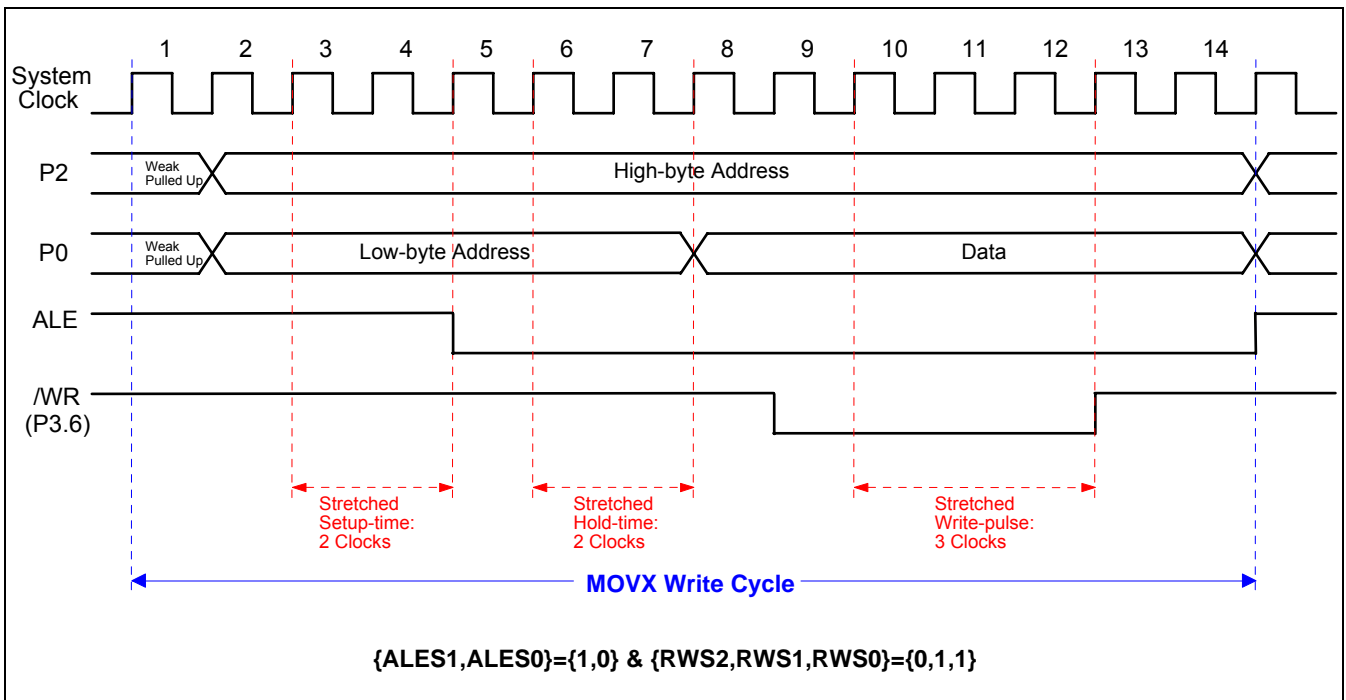 1 2 3 4 5 6 7 8 9 10 11 12 13 14
System
Clock
P2
Weak
Pulled Up
High-byte Address
P0
Weak
Pulled Up
Low-byte Address
Data
ALE
/WR
(P3.6)
Stretched
Setup-time:
2 Clocks
Stretched
Hold-time:
2 Clocks
Stretched
Write-pulse:
3 Clocks
MOVX Write Cycle
{ALES1,ALES0}={1,0} & {RWS2,RWS1,RWS0}={0,1,1}